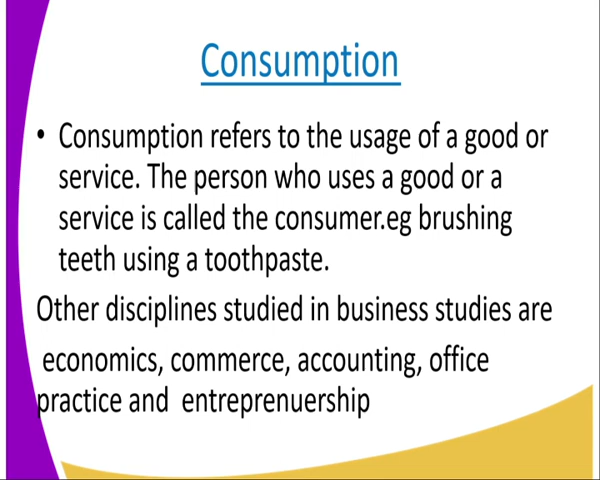 Consumption
• Consumption refers to the usage of a good or
service. The person who uses a good or a
service is called the consumer.eg brushing
teeth using a toothpaste.
Other disciplines studied in business studies are
economics, commerce, accounting, office
practice and entreprenuership